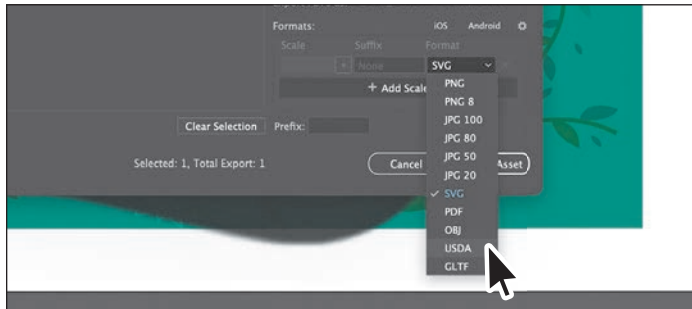 Formats:
iOS Android
Scale Suffix Format
None SVG
+ Add Scale
PNG
PNG 8
JPG 100
JPG 80
JPG 50
JPG 20
SVG
PDF
OBJ
USDA
GLTF
Clear Selection Prefix:
Selected: 1, Total Export: 1
Cancel Asset